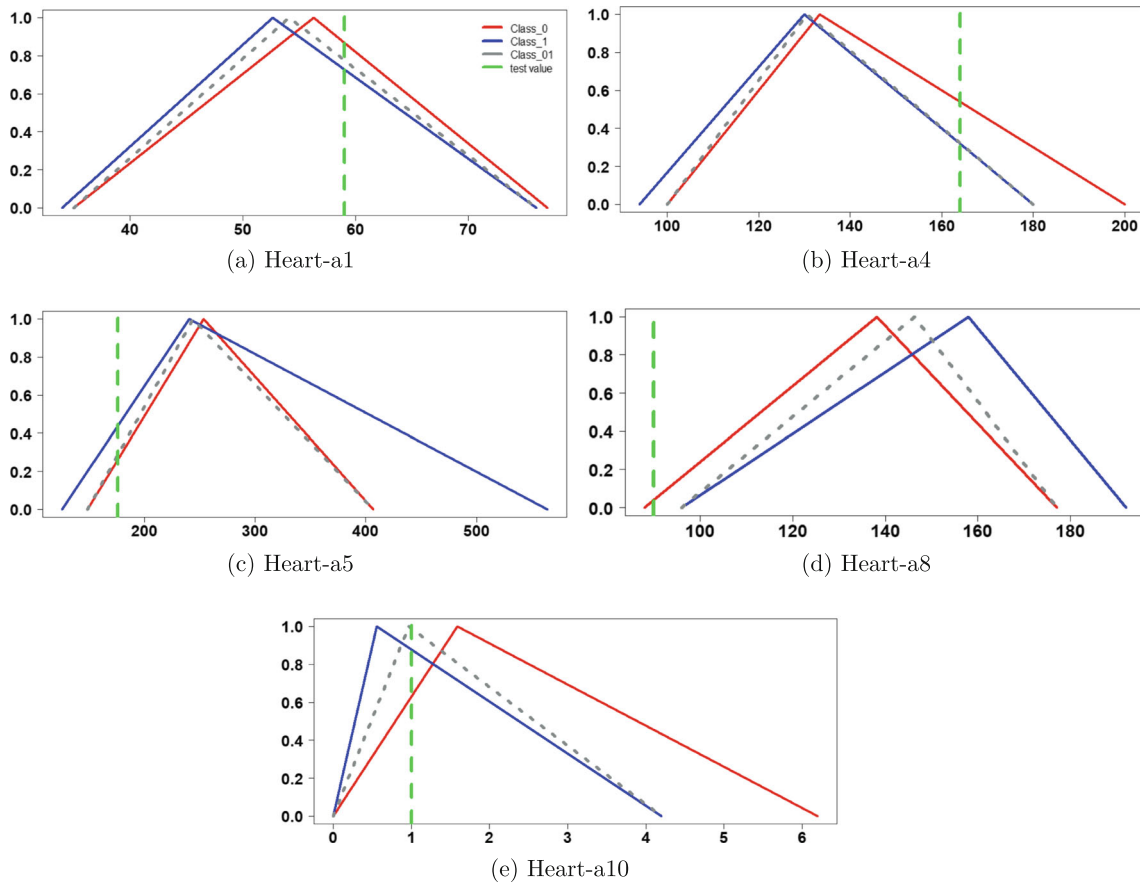 1.0
0.8
0.6
0.4
0.2
0.0
40 50 60 70
Class_0
Class_1
Class_01
test value
(a) Heart-a1
1.0
0.8
0.6
0.4
0.2
0.0
100 120 140 160 180 200
(b) Heart-a4
1.0
0.8
0.6
0.4
0.2
0.0
200 300 400 500
(c) Heart-a5
1.0
0.8
0.6
0.4
0.2
0.0
100 120 140 160 180
(d) Heart-a8
1.0
0.8
0.6
0.4
0.2
0.0
0 1 2 3 4 5 6
(e) Heart-a10